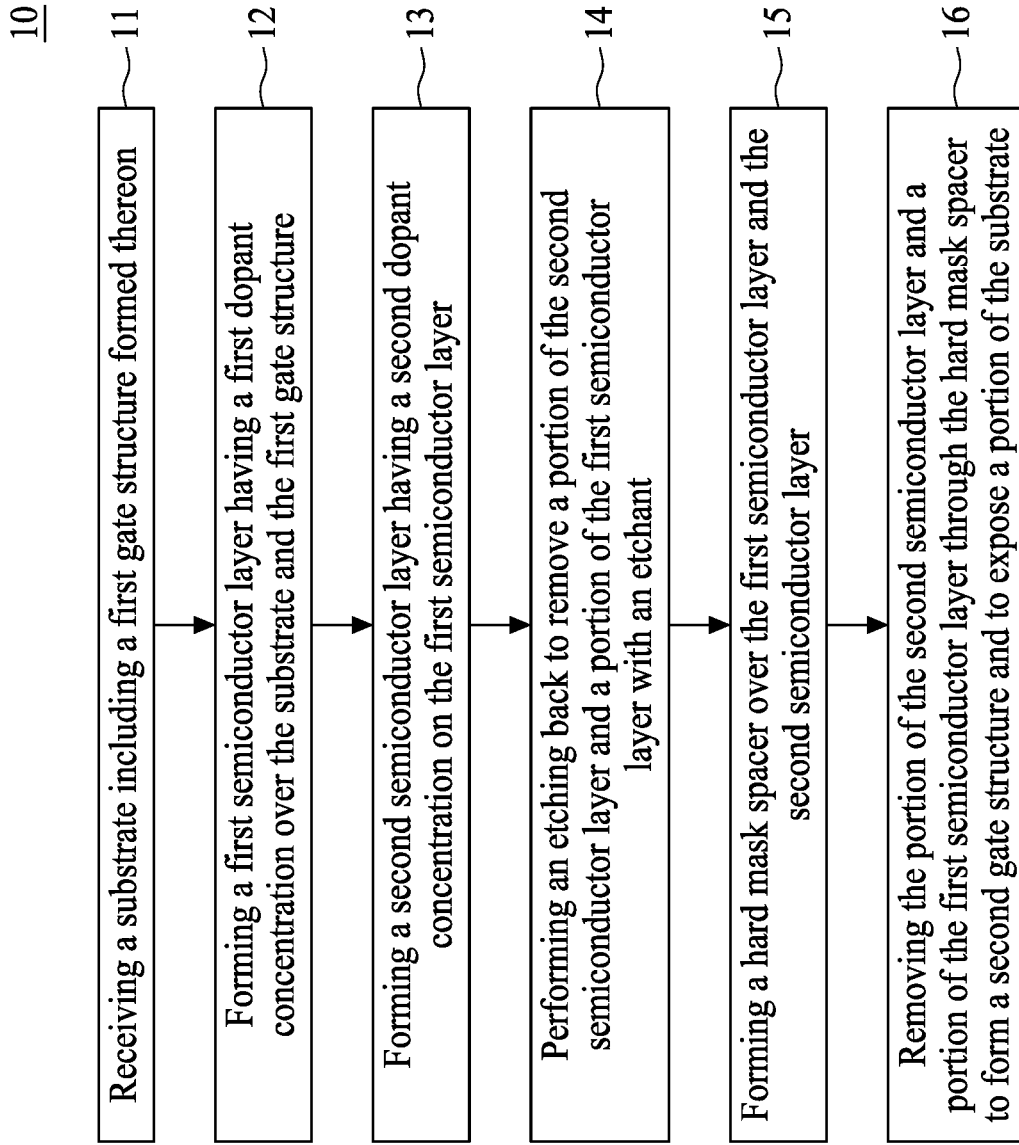 10
Receiving a substrate including a first gate structure formed thereon
11
Forming a first semiconductor layer having a first dopant
concentration over the substrate and the first gate structure
12
Forming a second semiconductor layer having a second dopant
concentration on the first semiconductor layer
13
Performing an etching back to remove a portion of the second
semiconductor layer and a portion of the first semiconductor
layer with an etchant
14
Forming a hard mask spacer over the first semiconductor layer and the
second semiconductor layer
15
Removing the portion of the second semiconductor layer and a
portion of the first semiconductor layer through the hard mask spacer
to form a second gate structure and to expose a portion of the substrate
16